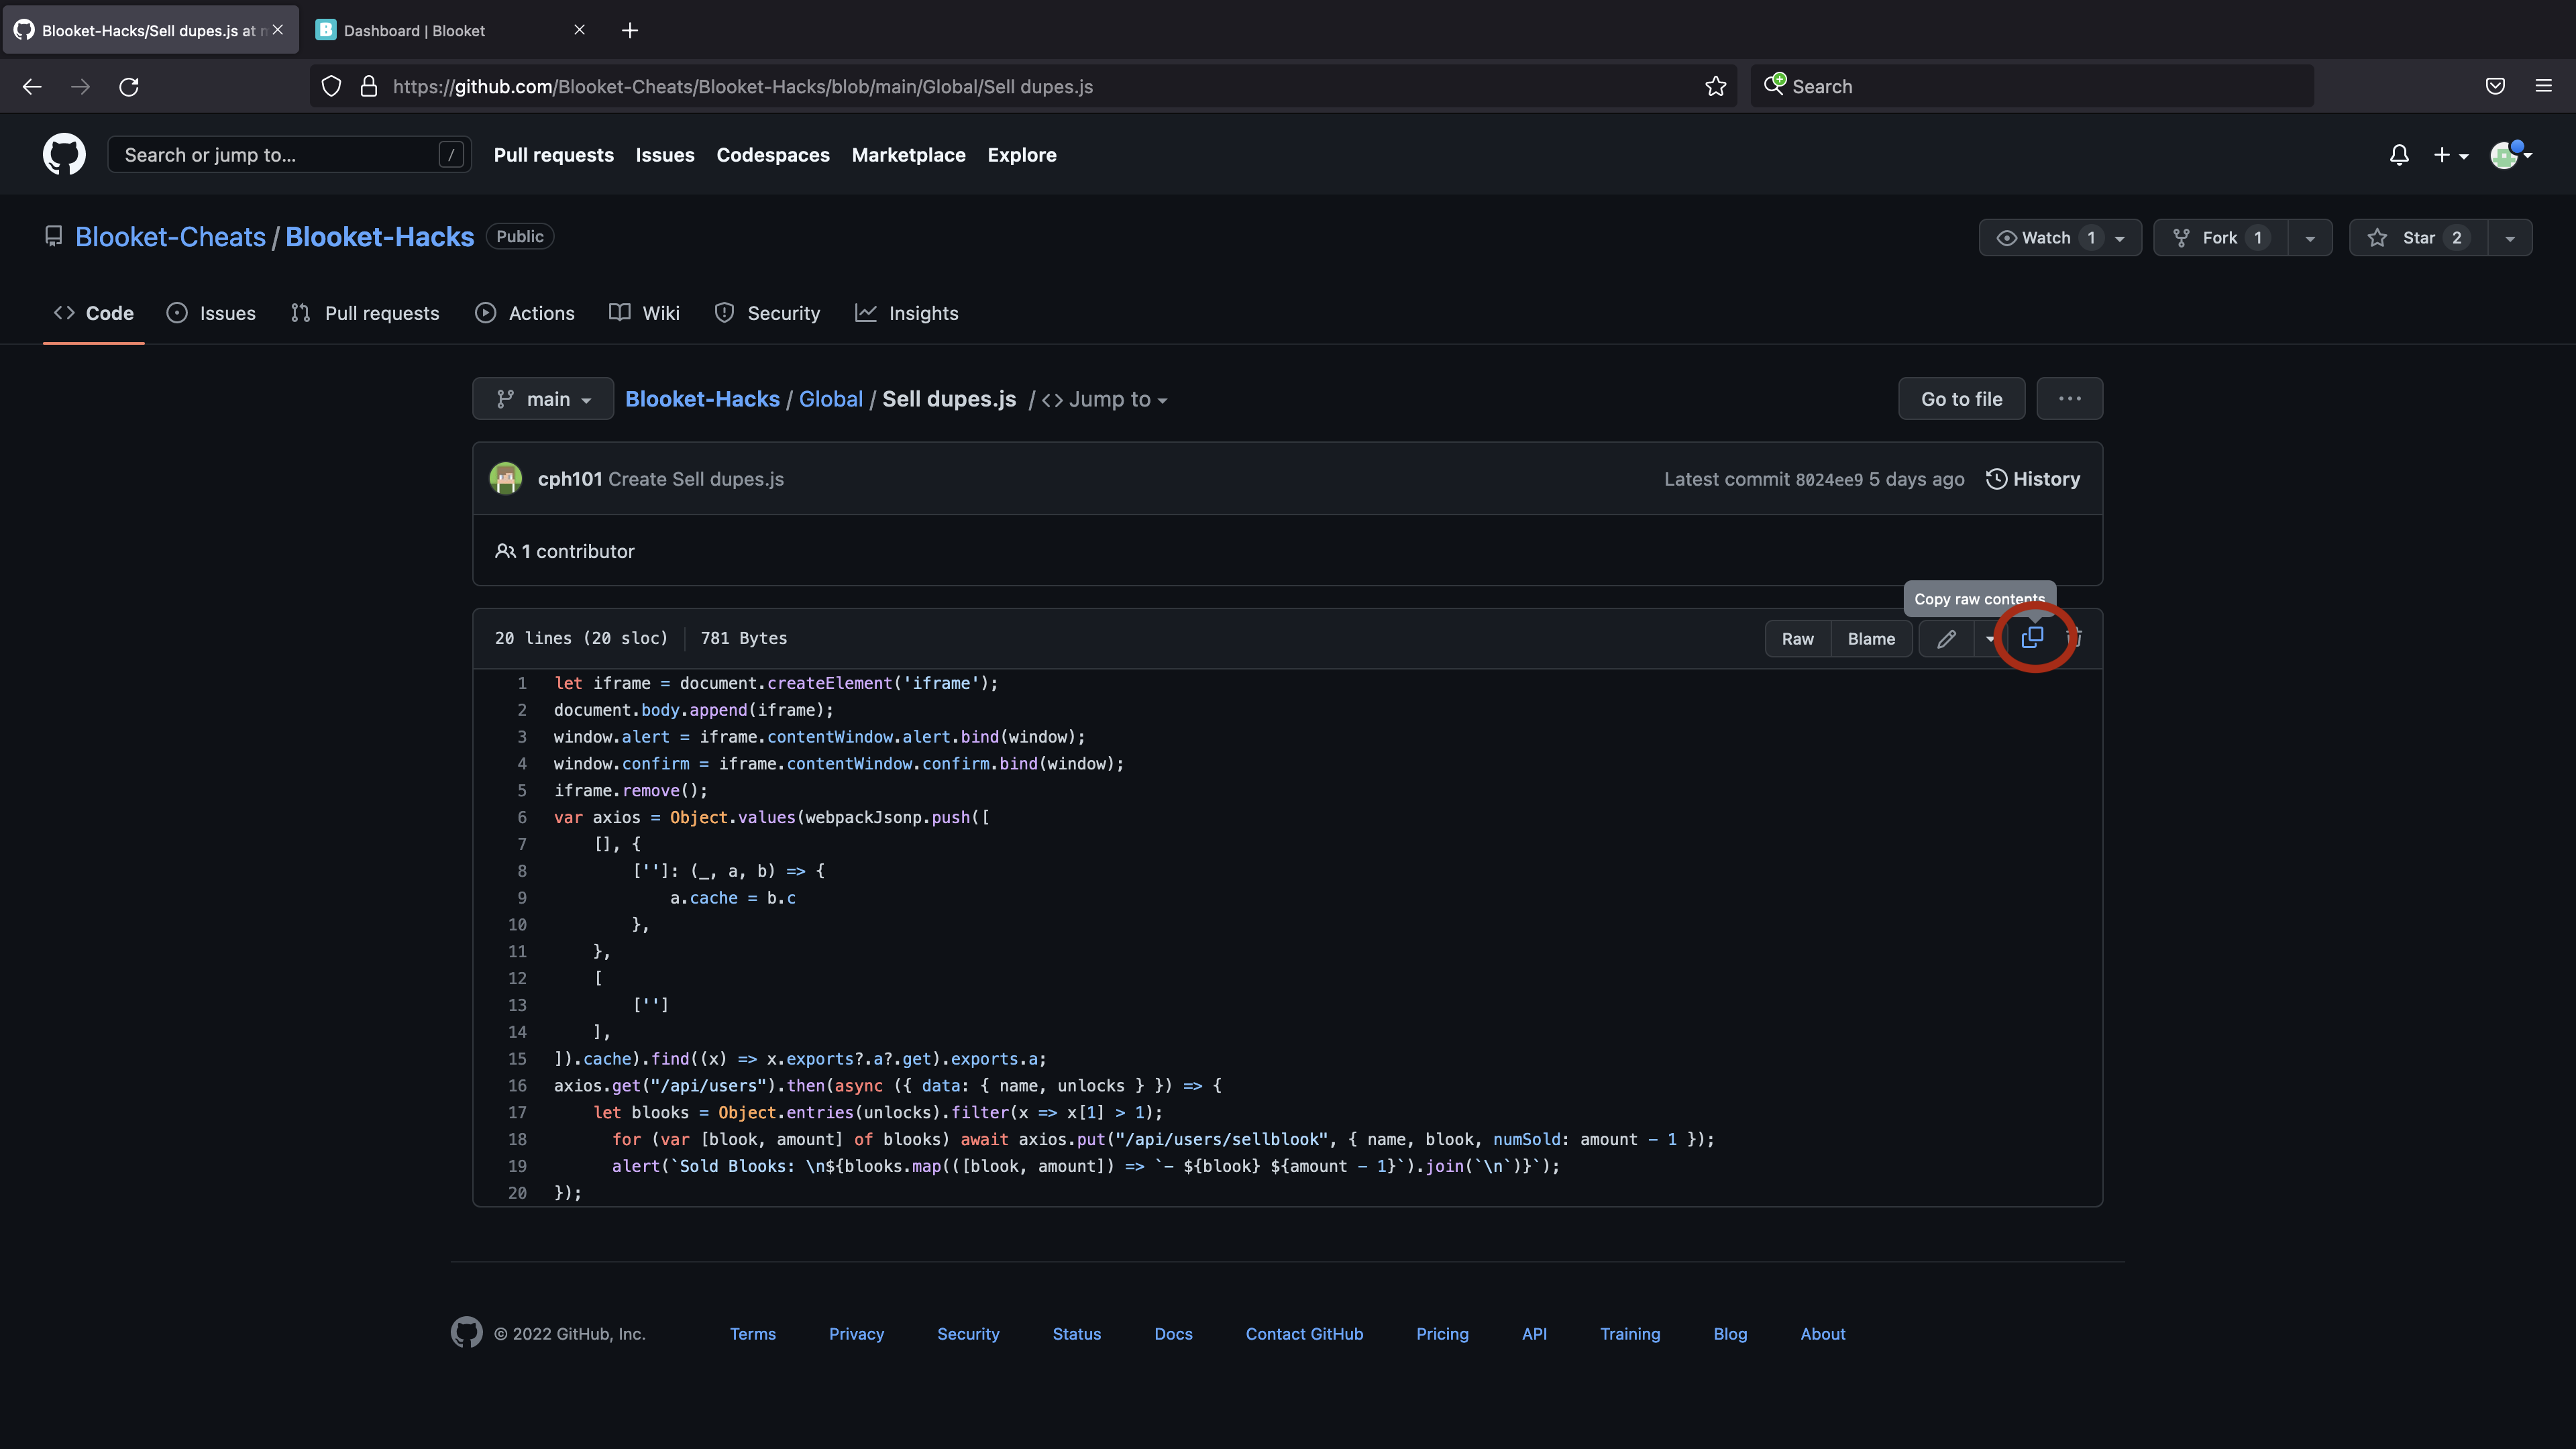 Blooket-Hacks/Sell dupes.js at m
B Dashboard | Blooket
https://github.com/Blooket-Cheats/Blooket-Hacks/blob/main/Global/Sell dupes.js
Search
Search or jump to... /
Pull requests Issues Codespaces Marketplace Explore
Blooket-Cheats / Blooket-Hacks Public
Watch 1 Fork 1 Star 2
Code Issues Pull requests Actions Wiki Security Insights
main Blooket-Hacks / Global / Sell dupes.js / <> Jump to
Go to file ...
cph101 Create Sell dupes.js Latest commit 8024ee9 5 days ago History
1 contributor
Copy raw contents
20 lines (20 sloc) 781 Bytes Raw Blame
1 let iframe = document.createElement('iframe');
2 document.body.append(iframe);
3 window.alert = iframe.contentWindow.alert.bind(window);
4 window.confirm = iframe.contentWindow.confirm.bind(window);
5 iframe.remove();
6 var axios = Object.values(webpackJsonp.push([
7 [], {
8 ['']: (_, a, b) => {
9 a.cache = b.c
10 },
11 },
12 [
13 ['']
14 ],
15 ]).cache).find((x) => x.exports?.a?.get).exports.a;
16 axios.get("/api/users").then(async ({ data: { name, unlocks } }) => {
17 let blooks = Object.entries(unlocks).filter(x => x[1] > 1);
18 for (var [blook, amount] of blooks) await axios.put("/api/users/sellblook", { name, blook, numSold: amount - 1 });
19 alert(`Sold Blooks: \n${blooks.map(([blook, amount]) => `- ${blook} ${amount - 1}`).join(`\n`)}`);
20 });
© 2022 GitHub, Inc. Terms Privacy Security Status Docs Contact GitHub Pricing API Training Blog About